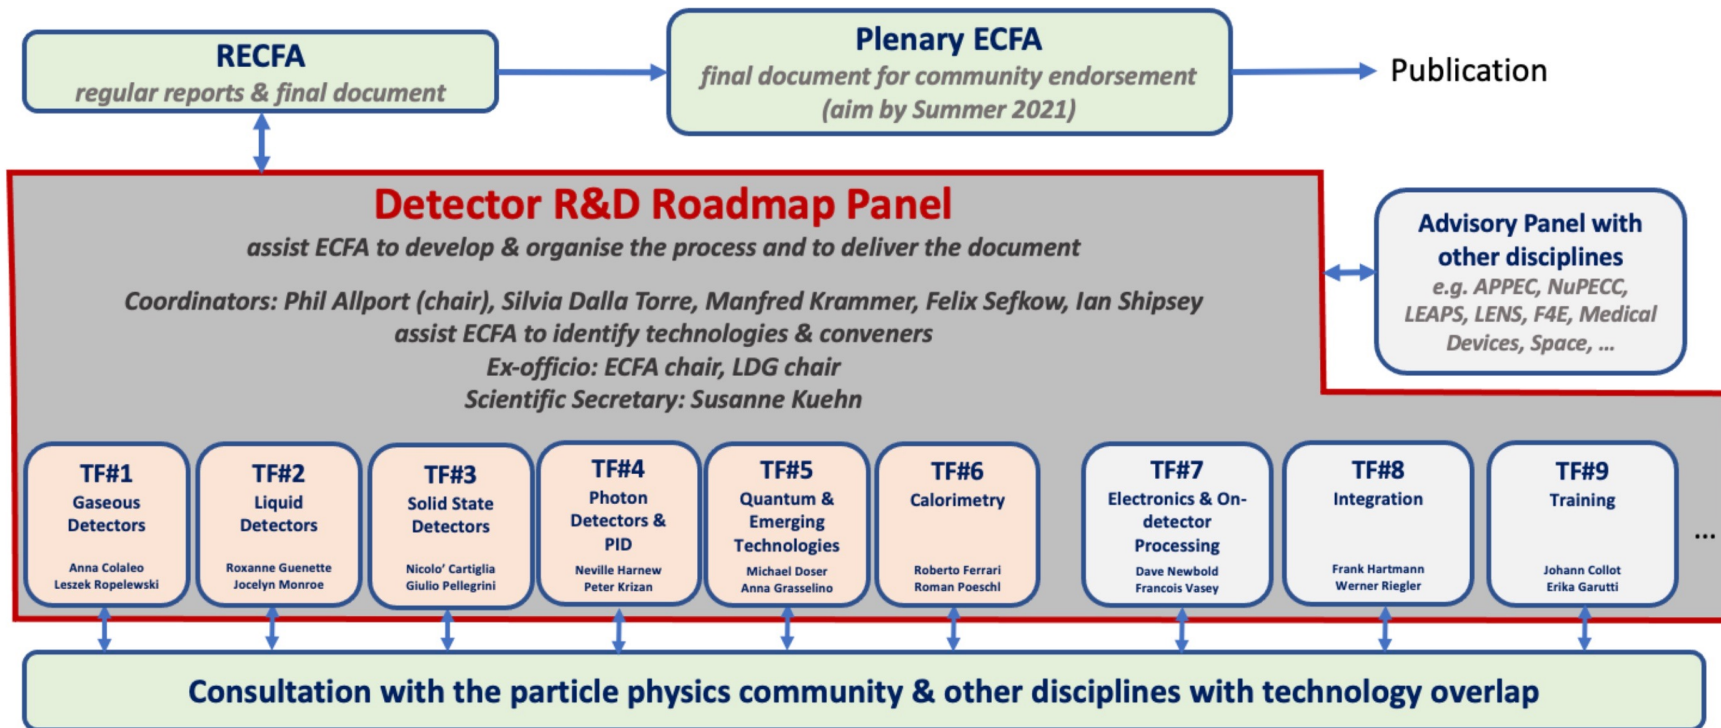 RECFA
regular reports & final document
Plenary ECFA
final document for community endorsement
(aim by Summer 2021)
Publication
Detector R&D Roadmap Panel
assist ECFA to develop & organise the process and to deliver the document
Coordinators: Phil Allport (chair), Silvia Dalla Torre, Manfred Krammer, Felix Sefkow, Ian Shipsey
assist ECFA to identify technologies & conveners
Ex-officio: ECFA chair, LDG chair
Scientific Secretary: Susanne Kuehn
Advisory Panel with
other disciplines
e.g. APPEC, NuPECC,
LEAPS, LENS, F4E, Medical
Devices, Space, ...
TF#1
Gaseous
Detectors
Anna Colaleo
Leszek Ropelewski
TF#2
Liquid
Detectors
Roxanne Guenette
Jocelyn Monroe
TF#3
Solid State
Detectors
Nicolo' Cartiglia
Giulio Pellegrini
TF#4
Photon
Detectors &
PID
Neville Harnew
Peter Krizan
TF#5
Quantum &
Emerging
Technologies
Michael Doser
Anna Grasselino
TF#6
Calorimetry
Roberto Ferrari
Roman Poeschl
TF#7
Electronics & On-
detector
Processing
Dave Newbold
Francois Vasey
TF#8
Integration
Frank Hartmann
Werner Riegler
TF#9
Training
Johann Collot
Erika Garutti
...
Consultation with the particle physics community & other disciplines with technology overlap